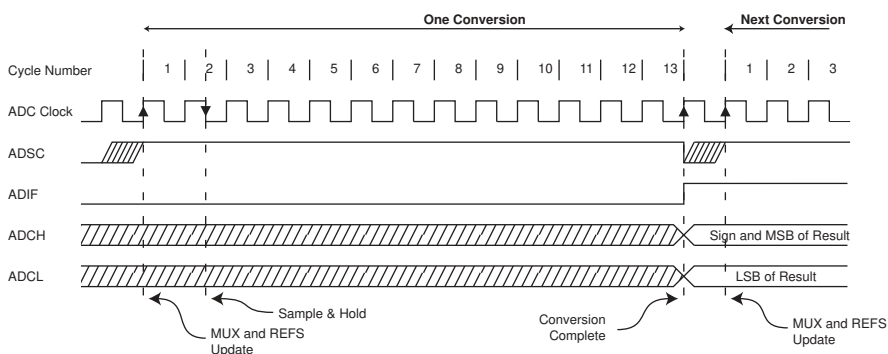 One Conversion
Next Conversion
Cycle Number
1 2 3 4 5 6 7 8 9 10 11 12 13 1 2 3
ADC Clock
ADSC
ADIF
ADCH
Sign and MSB of Result
ADCL
LSB of Result
MUX and REFS
Update
Sample & Hold
Conversion
Complete
MUX and REFS
Update